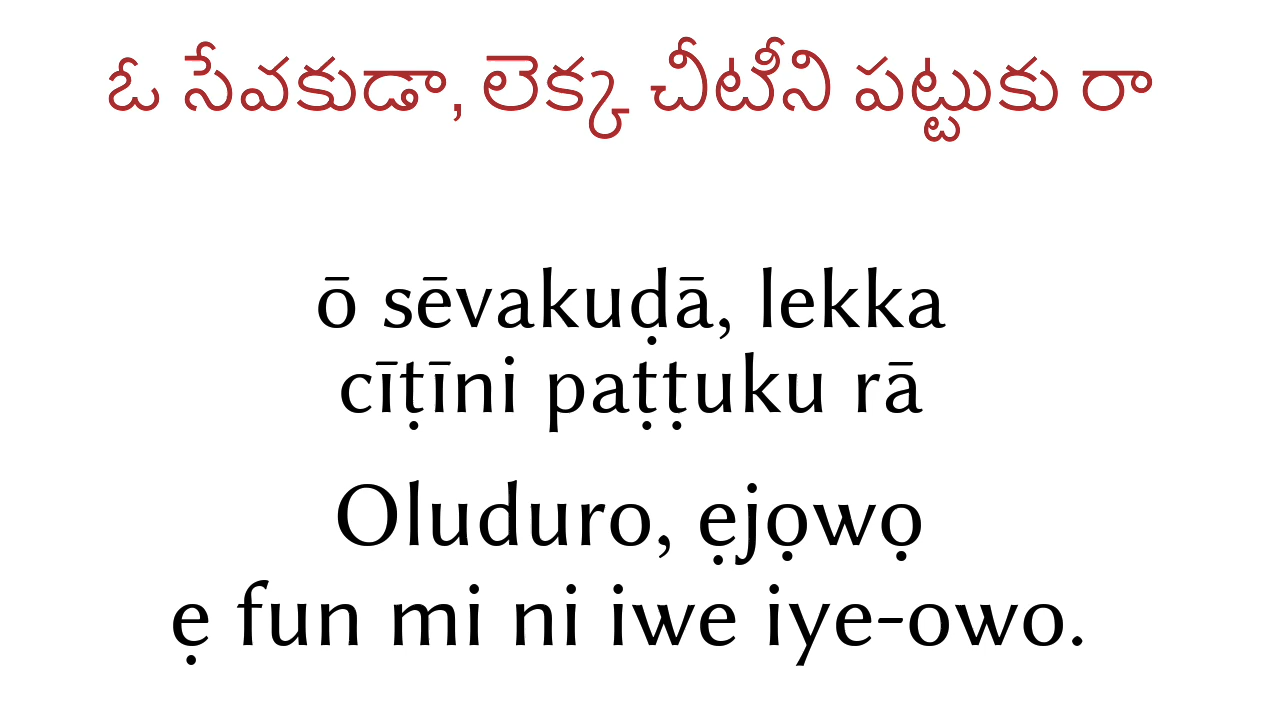 ఓ సేవకుడా, లెక్క చీటీని పట్టుకు రా
ō sēvakuḍā, lekka
cīṭīni paṭṭuku rā
Oluduro, ẹjọwọ
ẹ fun mi ni iwe iye-owo.